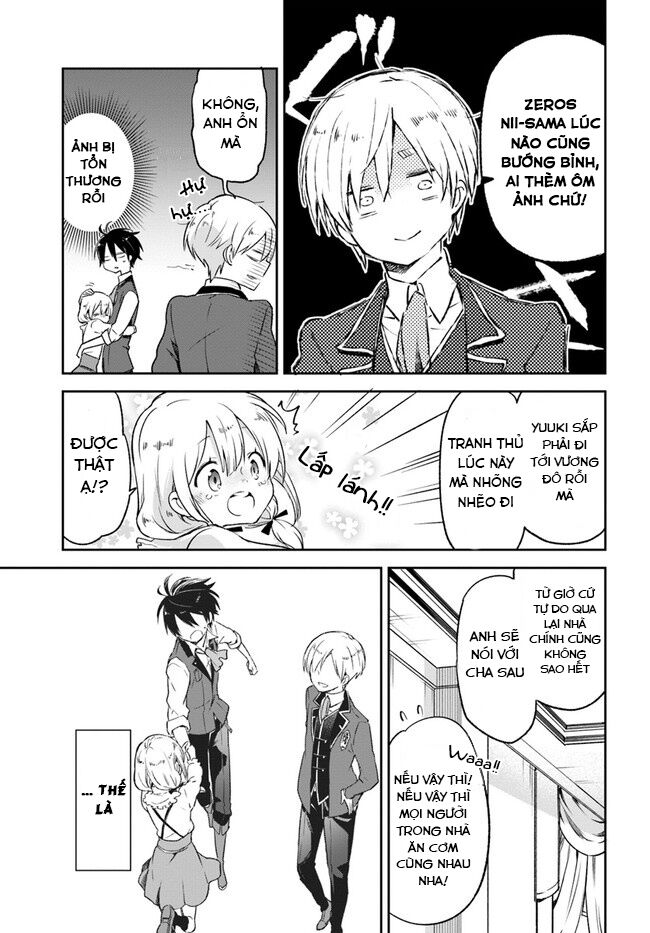 ZEROS
NII-SAMA LÚC
NÀO CŨNG
BƯỚNG BỈNH,
AI THÈM ÔM
ẢNH CHỨ!
KHÔNG,
ANH ỔN
MÀ
Hự
hự....
ẢNH BỊ
TỔN
THƯƠNG
RỒI
YUUKI SẮP
PHẢI ĐI
TỚI VƯƠNG
ĐÔ RỒI
MÀ
TRANH THỦ
LÚC NÀY
MÀ NHÕNG
NHẼO ĐI
Lấp lánh!!
ĐƯỢC
THẬT
Ạ!?
TỪ GIỜ CỨ
TỰ DO QUA
LẠI NHÀ
CHÍNH CŨNG
KHÔNG
SAO HẾT
ANH SẼ
NÓI VỚI
CHA SAU
Waaa!!
NẾU VẬY THÌ!
NẾU VẬY THÌ
MỌI NGƯỜI
TRONG NHÀ
ĂN CƠM
CÙNG NHAU
NHA!
... THẾ
LÀ